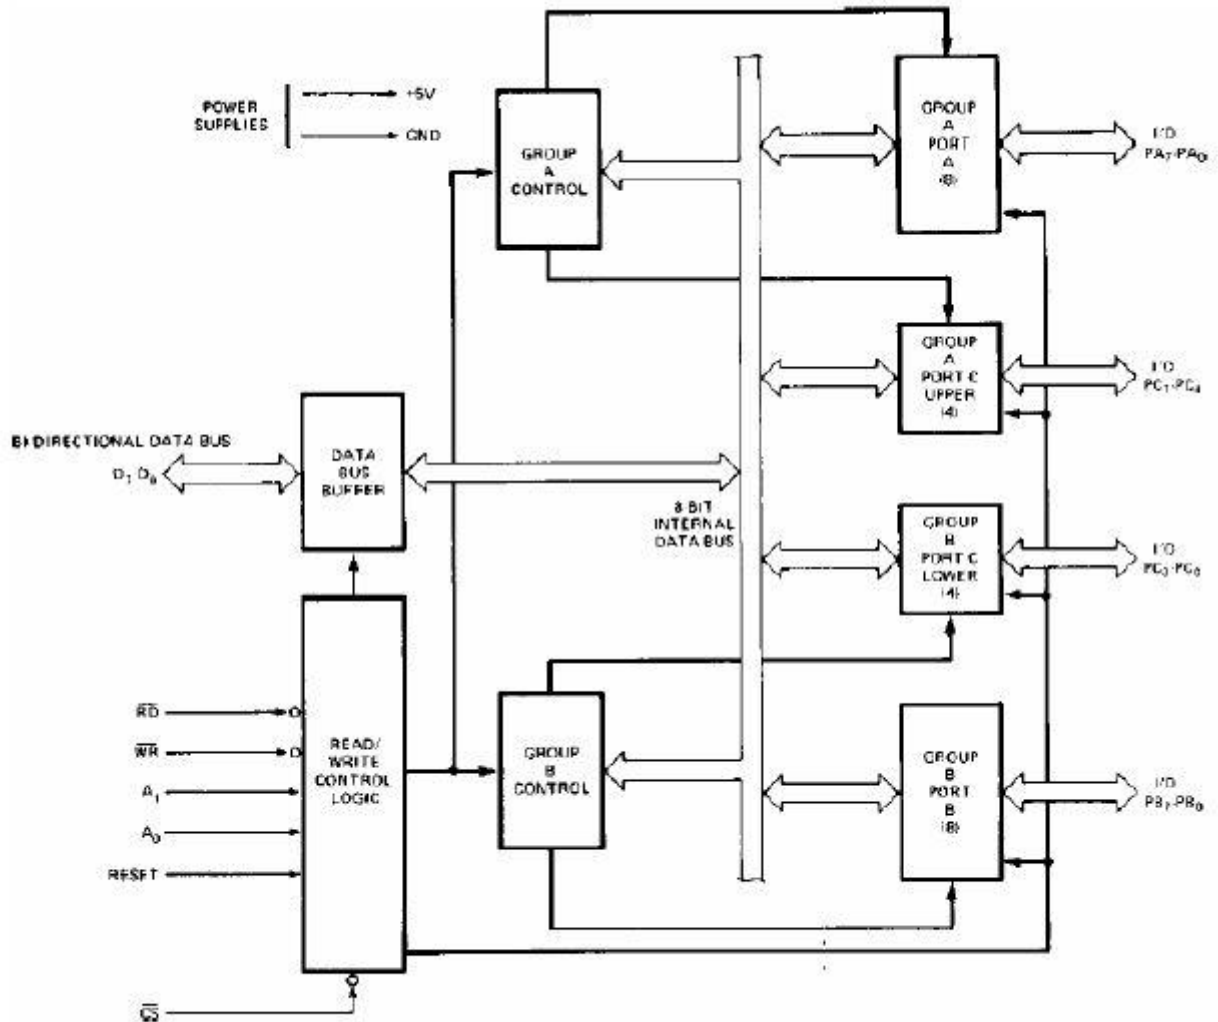 POWER
SUPPLIES
+5V
GND
GROUP
A
CONTROL
GROUP
A
PORT
A
(8)
I/O
PA7-PA0
GROUP
A
PORT C
UPPER
(4)
I/O
PC7-PC4
BI DIRECTIONAL DATA BUS
D7 D0
DATA
BUS
BUFFER
8 BIT
INTERNAL
DATA BUS
GROUP
B
PORT C
LOWER
(4)
I/O
PC3-PC0
RD
WR
A1
A0
RESET
CS
READ/
WRITE
CONTROL
LOGIC
GROUP
B
CONTROL
GROUP
B
PORT
B
(8)
I/O
PB7-PB0